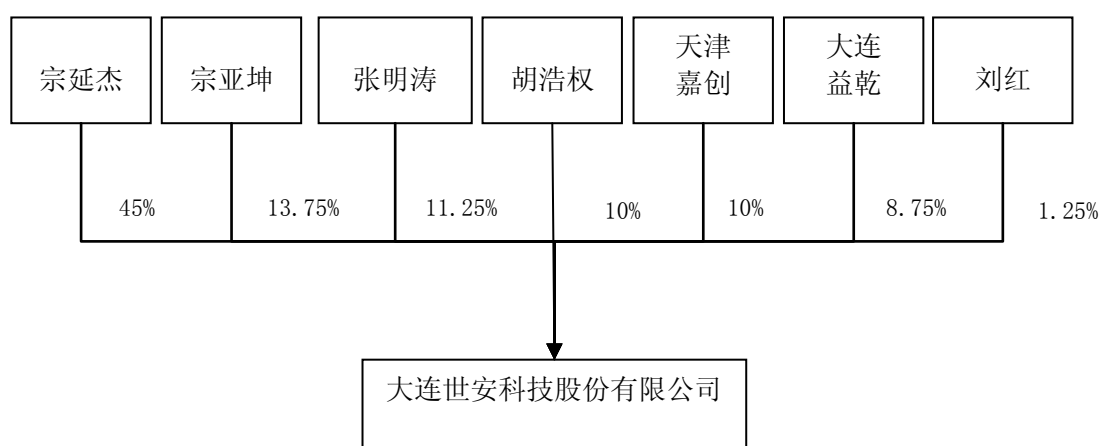 宗延杰
宗亚坤
张明涛
胡浩权
天津
嘉创
大连
益乾
刘红
45%
13.75%
11.25%
10%
10%
8.75%
1.25%
大连世安科技股份有限公司